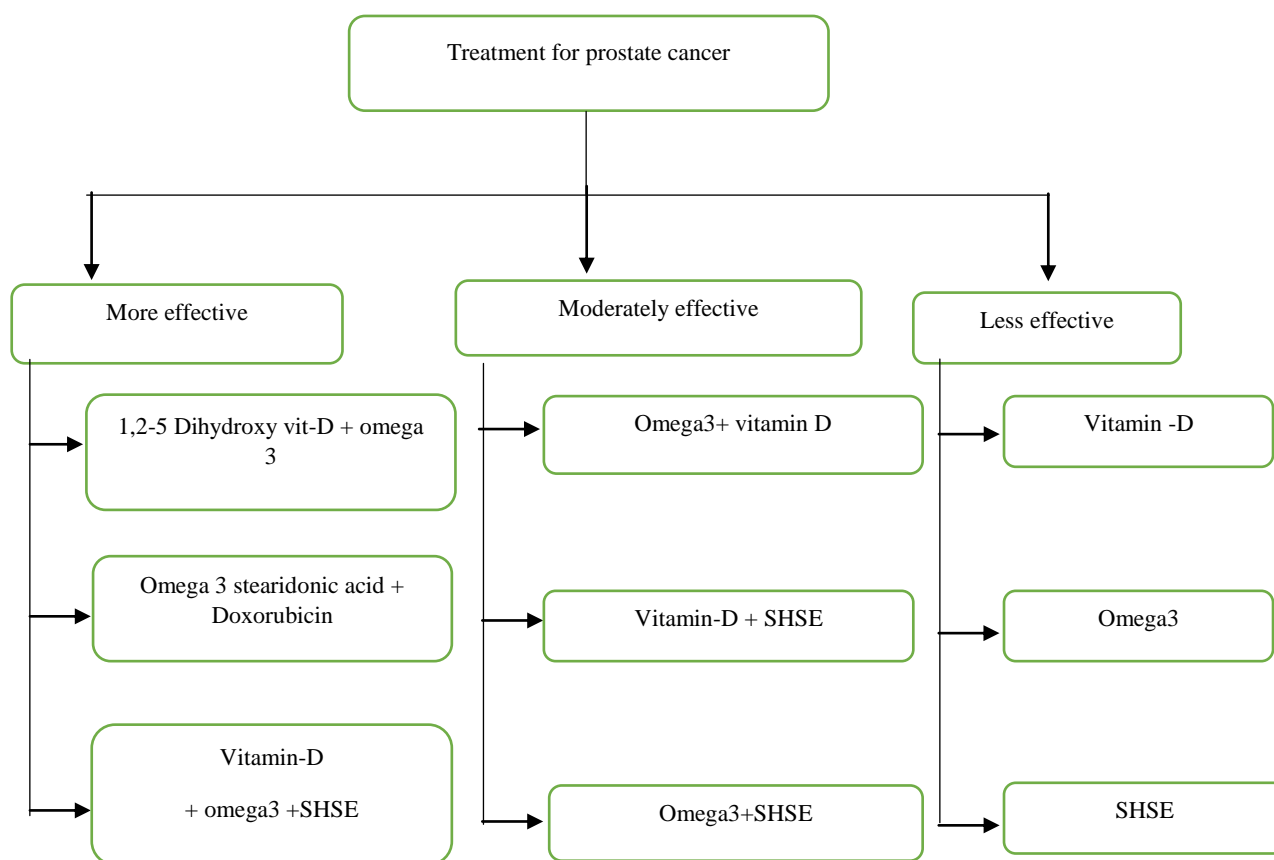 Treatment for prostate cancer
More effective
Moderately effective
Less effective
1,2-5 Dihydroxy vit-D + omega
3
Omega3+ vitamin D
Vitamin -D
Omega 3 stearidonic acid +
Doxorubicin
Vitamin-D + SHSE
Omega3
Vitamin-D
+ omega3 +SHSE
Omega3+SHSE
SHSE